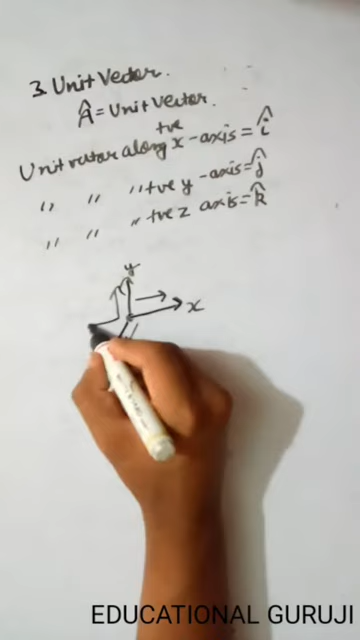 3. Unit Vector.
Â = Unit Vector.
Unit vector along +ve x-axis = î
" " " +ve y-axis = ĵ
" " " +ve z axis = k̂
y
x
EDUCATIONAL GURUJI